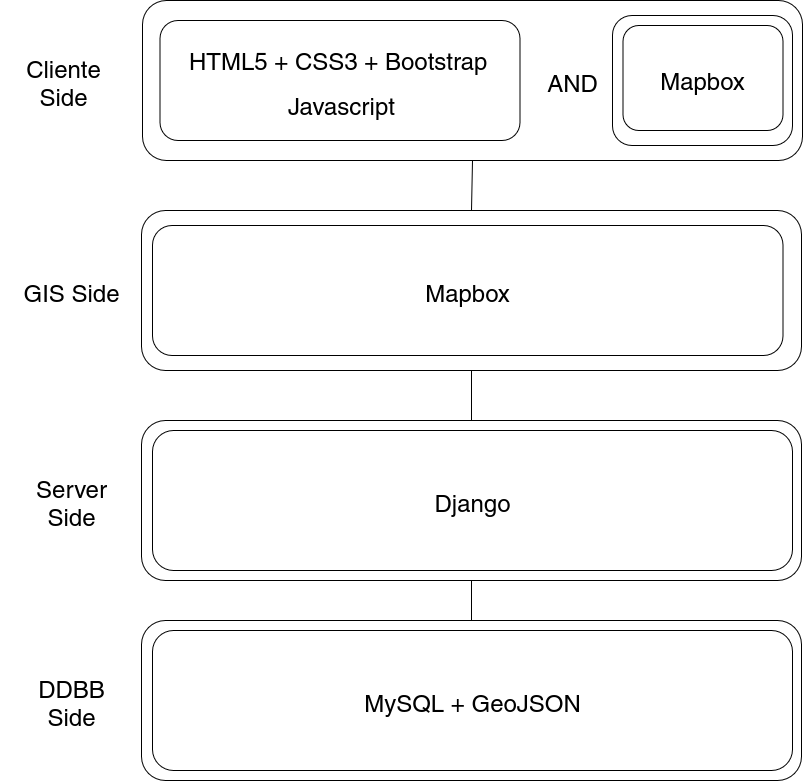 Cliente
Side
HTML5 + CSS3 + Bootstrap
Javascript
AND
Mapbox
GIS Side
Mapbox
Server
Side
Django
DDBB
Side
MySQL + GeoJSON